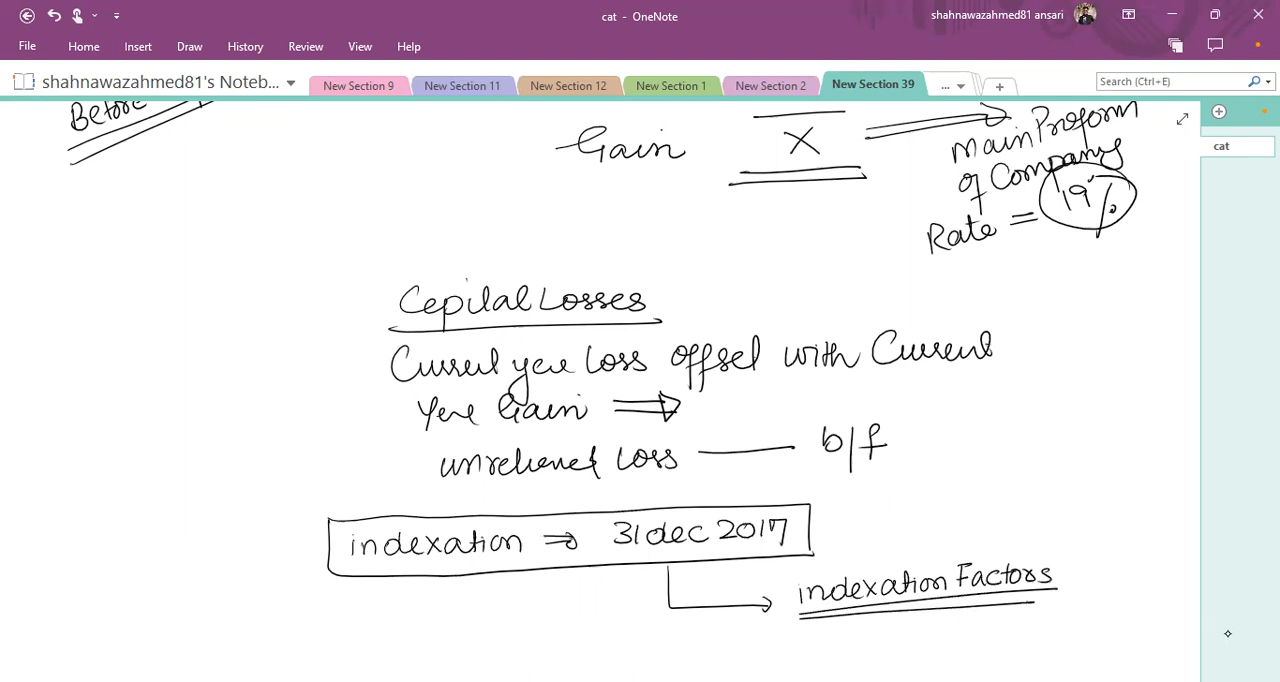 cat - OneNote
shahnawazahmed81 ansari
File Home Insert Draw History Review View Help
shahnawazahmed81's Noteb...
New Section 9
New Section 11
New Section 12
New Section 1
New Section 2
New Section 39
...
Search (Ctrl+E)
cat
Before
Gain X
Main Proform
of Company
Rate = 19%
Capital Losses
Current year loss offset with Current
Year Gain ⇒
unrelieved loss — b/f
indexation ⇒ 31 dec 2017
indexation Factors